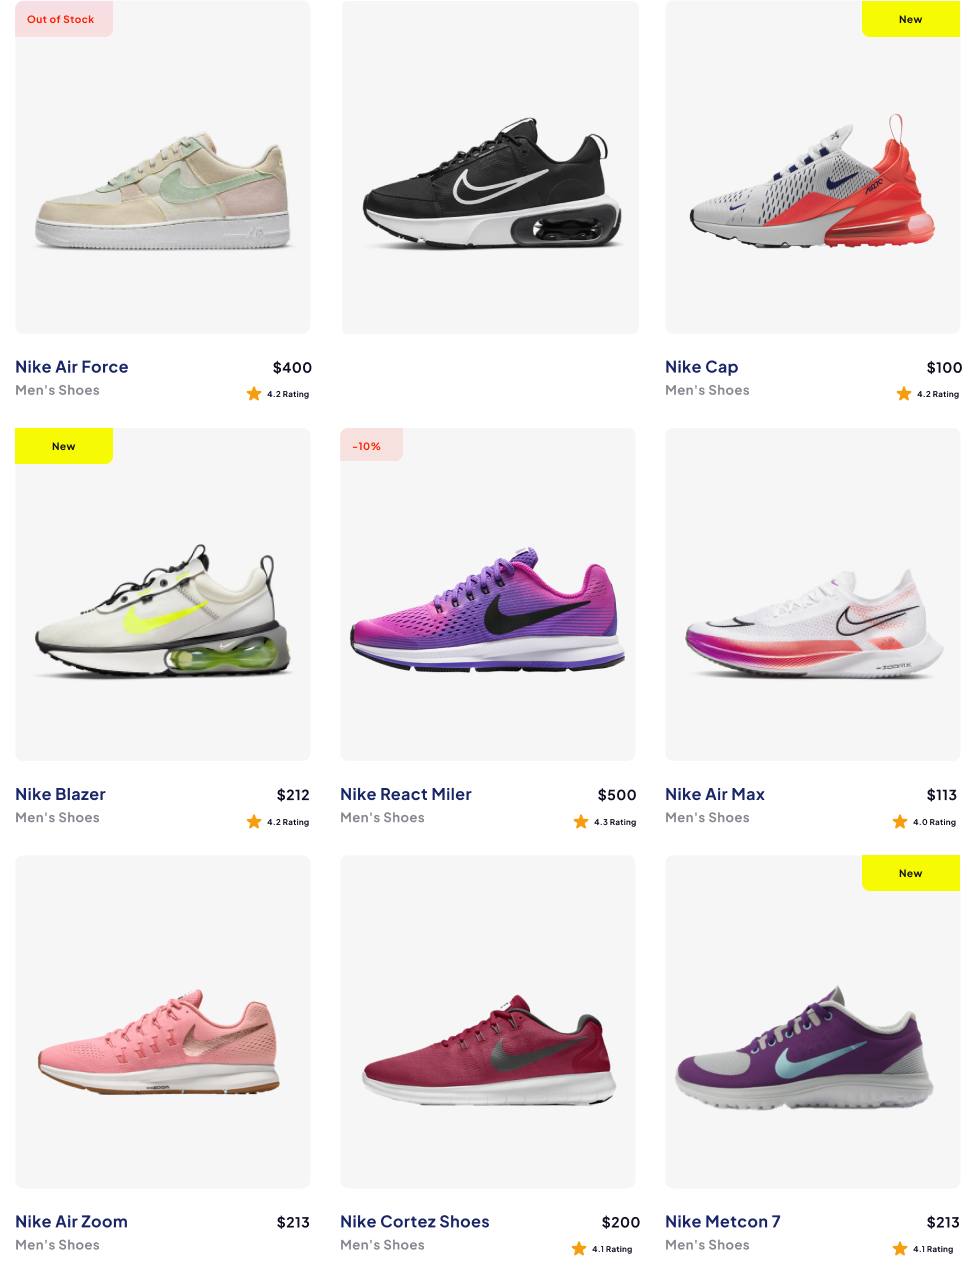 Out of Stock
New
Nike Air Force
$400
Men's Shoes
4.2 Rating
Nike Cap
$100
Men's Shoes
4.2 Rating
New
-10%
Nike Blazer
$212
Men's Shoes
4.2 Rating
Nike React Miler
$500
Men's Shoes
4.3 Rating
Nike Air Max
$113
Men's Shoes
4.0 Rating
New
Nike Air Zoom
$213
Men's Shoes
Nike Cortez Shoes
$200
Men's Shoes
4.1 Rating
Nike Metcon 7
$213
Men's Shoes
4.1 Rating